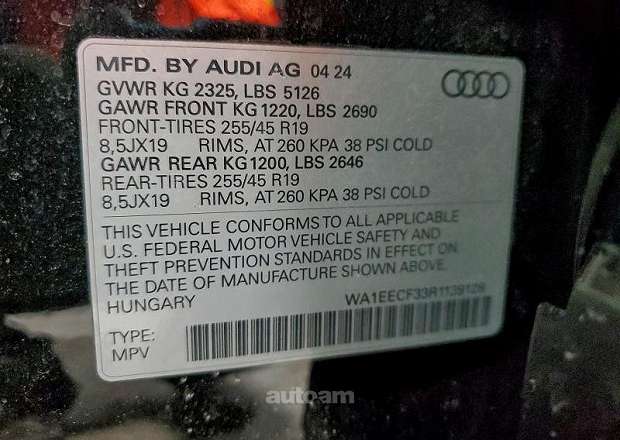 MFD. BY AUDI AG 04 24
GVWR KG 2325, LBS 5126
GAWR FRONT KG 1220, LBS 2690
FRONT-TIRES 255/45 R19
8,5JX19 RIMS, AT 260 KPA 38 PSI COLD
GAWR REAR KG 1200, LBS 2646
REAR-TIRES 255/45 R19
8,5JX19 RIMS, AT 260 KPA 38 PSI COLD
THIS VEHICLE CONFORMS TO ALL APPLICABLE
U.S. FEDERAL MOTOR VEHICLE SAFETY AND
THEFT PREVENTION STANDARDS IN EFFECT ON
THE DATE OF MANUFACTURE SHOWN ABOVE.
HUNGARY
WA1EECF33R1139128
TYPE:
MPV
autoam